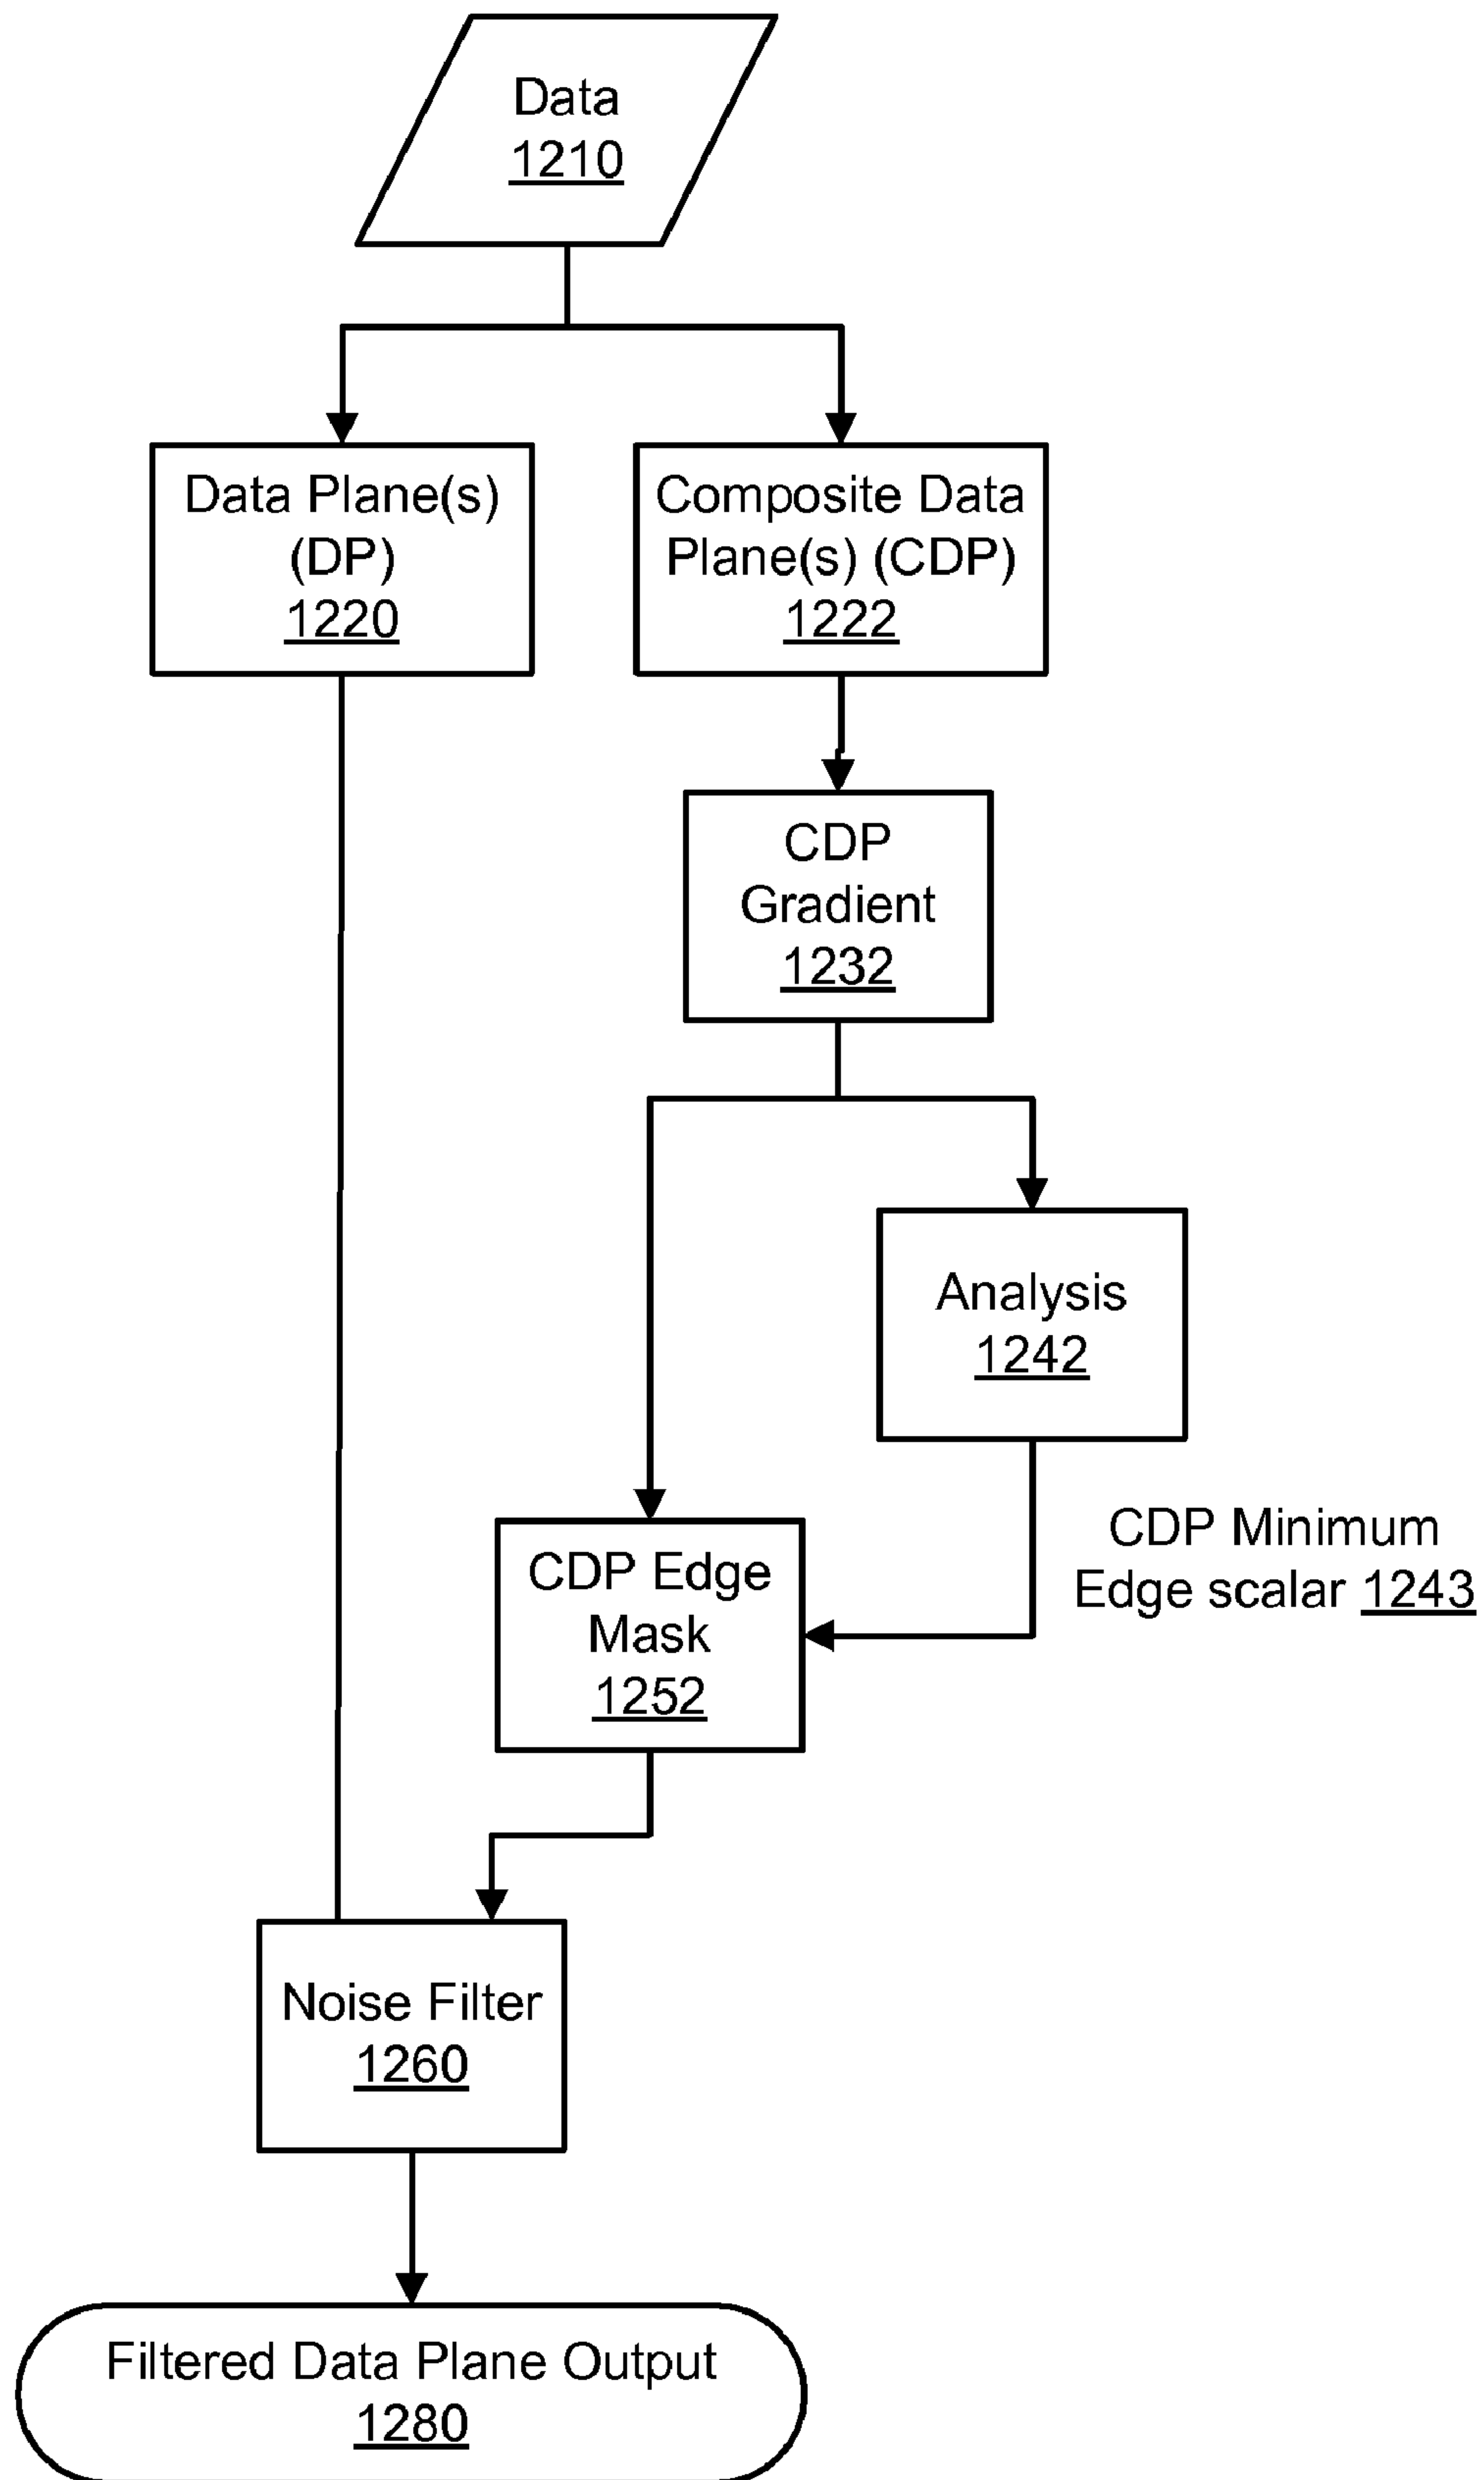 Data
1210
Data Plane(s)
(DP)
1220
Composite Data
Plane(s) (CDP)
1222
CDP
Gradient
1232
Analysis
1242
CDP Minimum
Edge scalar 1243
CDP Edge
Mask
1252
Noise Filter
1260
Filtered Data Plane Output
1280